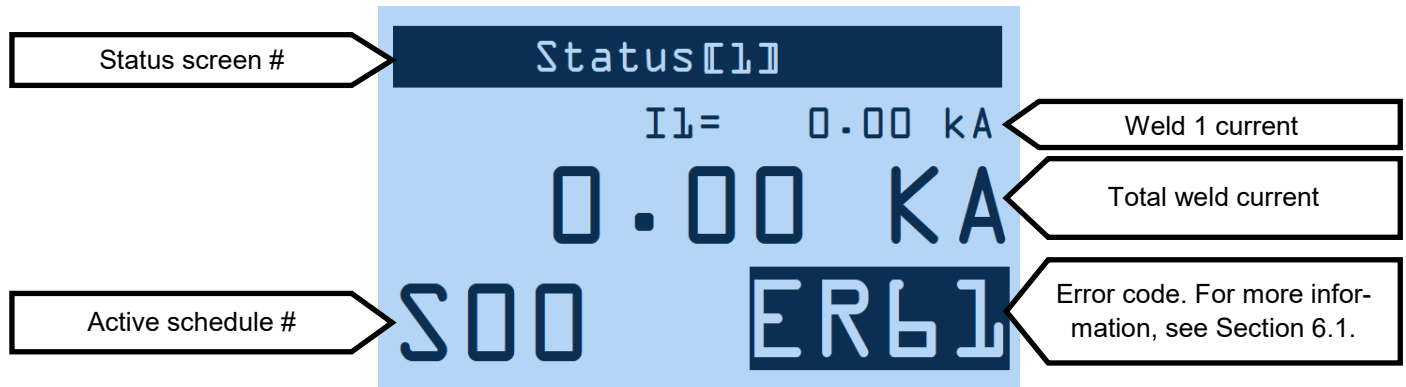 Status screen #
Status[1]
I1= 0.00 kA
Weld 1 current
0.00 KA
Total weld current
Active schedule #
S00
ER61
Error code. For more infor-
mation, see Section 6.1.